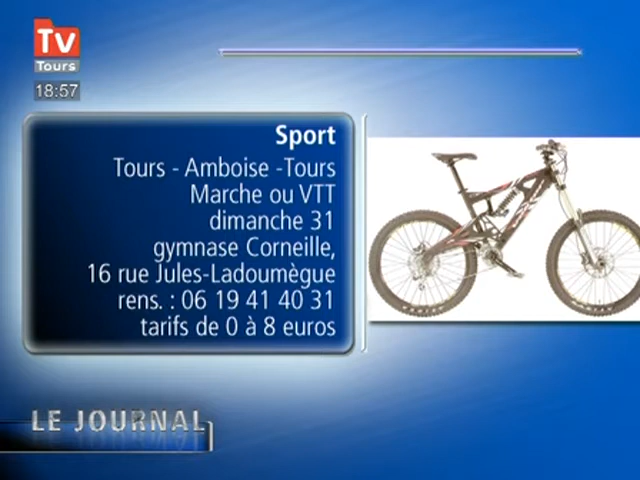 Tv
Tours
18:57
Sport
Tours - Amboise -Tours
Marche ou VTT
dimanche 31
gymnase Corneille,
16 rue Jules-Ladoumègue
rens. : 06 19 41 40 31
tarifs de 0 à 8 euros
LE JOURNAL